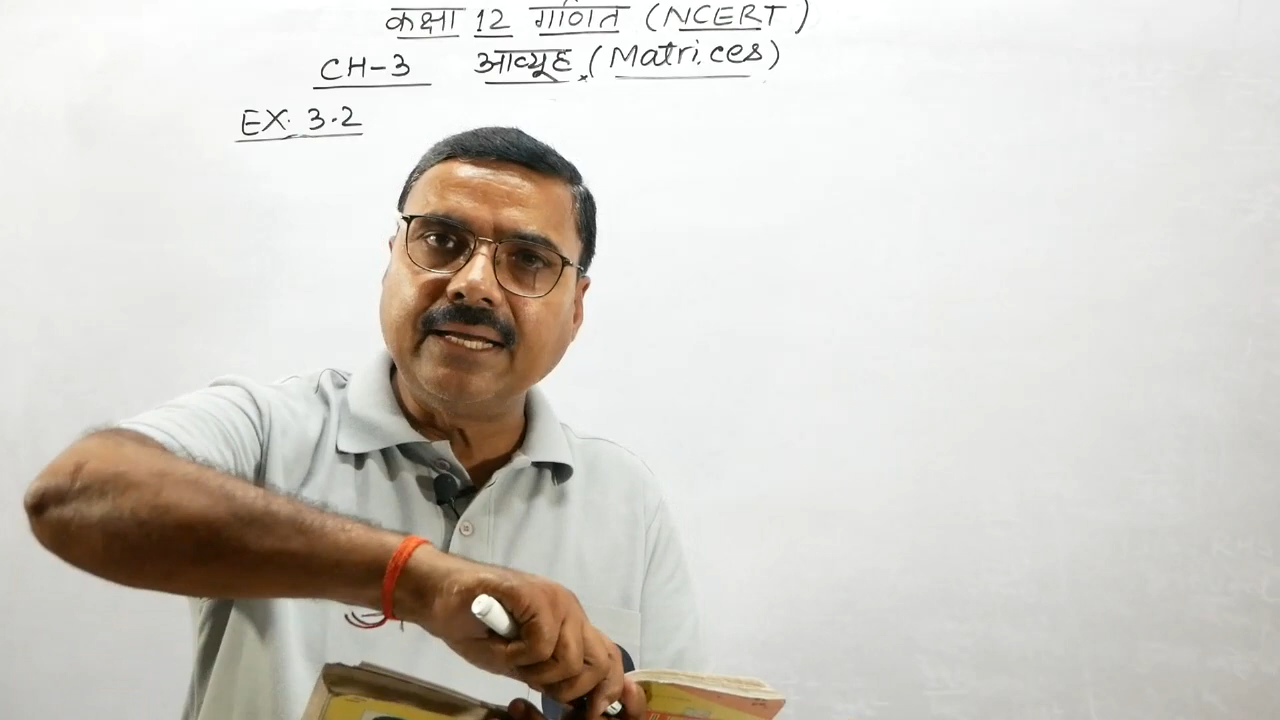 कक्षा 12 गणित (NCERT)
CH-3 आव्यूह (Matrices)
EX. 3.2